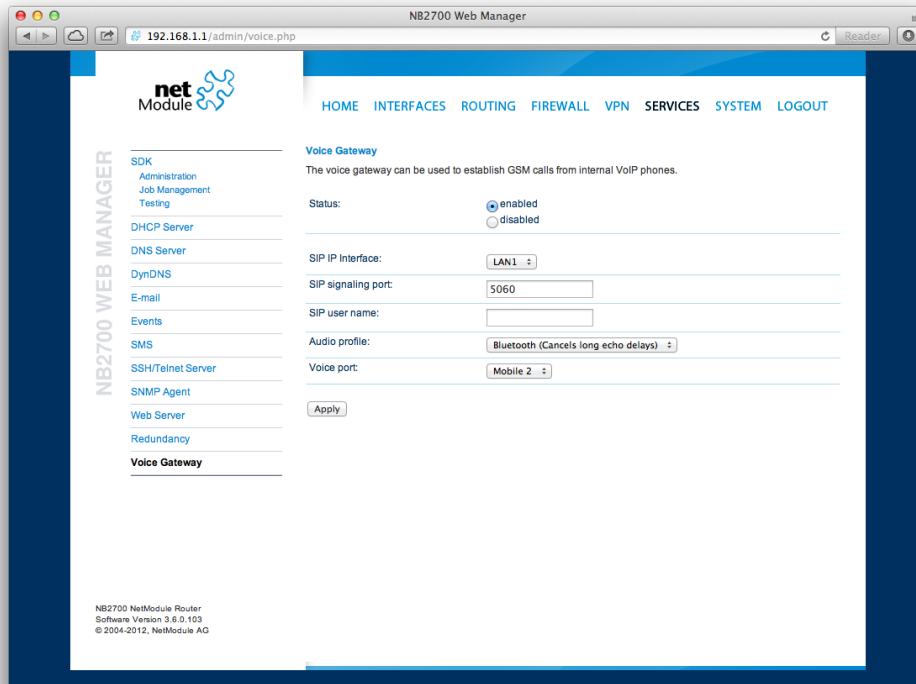 NB2700 Web Manager
192.168.1.1/admin/voice.php
Reader
net
Module
HOME INTERFACES ROUTING FIREWALL VPN SERVICES SYSTEM LOGOUT
NB2700 WEB MANAGER
SDK
Administration
Job Management
Testing
DHCP Server
DNS Server
DynDNS
E-mail
Events
SMS
SSH/Telnet Server
SNMP Agent
Web Server
Redundancy
Voice Gateway
Voice Gateway
The voice gateway can be used to establish GSM calls from internal VoIP phones.
Status: enabled
disabled
SIP IP Interface: LAN1
SIP signaling port: 5060
SIP user name:
Audio profile: Bluetooth (Cancels long echo delays)
Voice port: Mobile 2
Apply
NB2700 NetModule Router
Software Version 3.6.0.103
© 2004-2012, NetModule AG